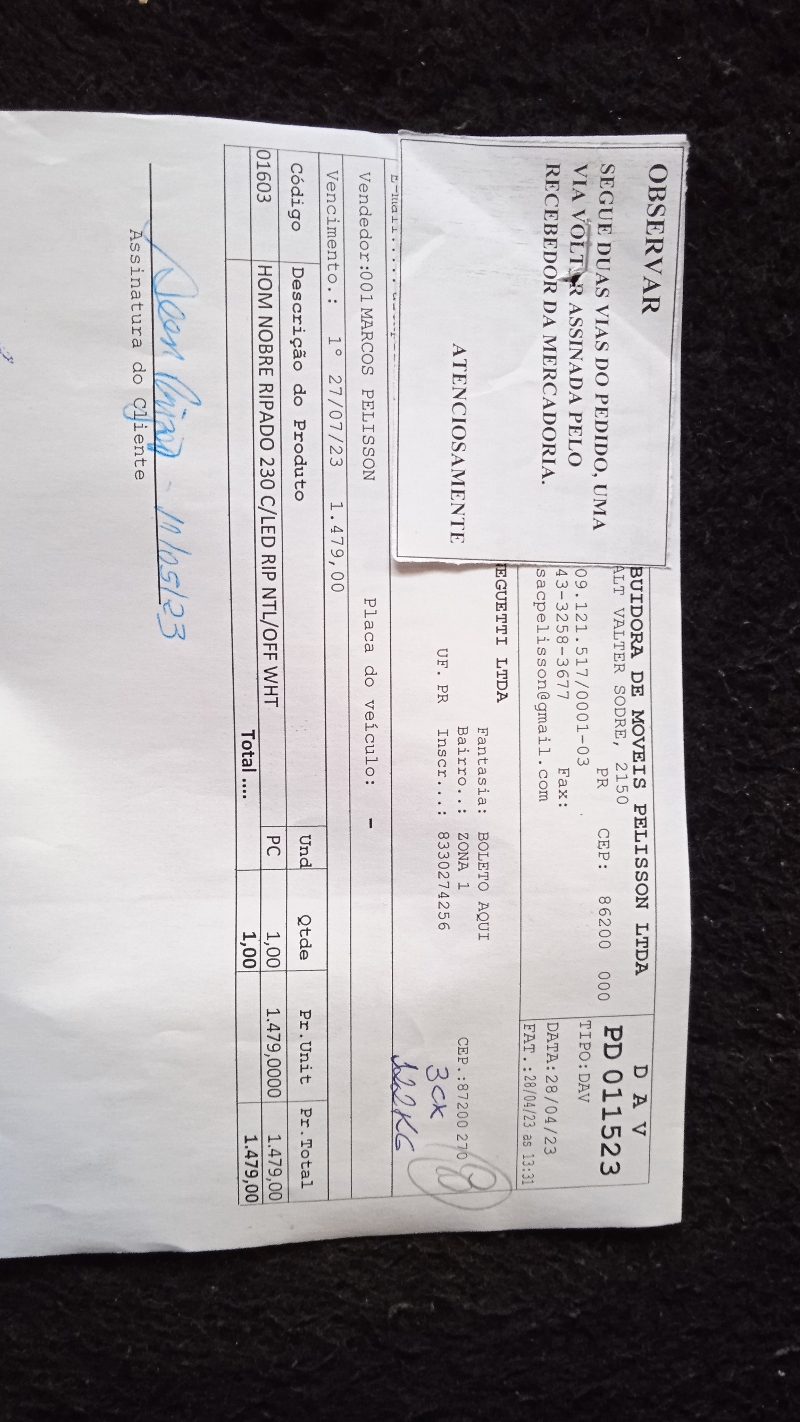 OBSERVAR
SEGUE DUAS VIAS DO PEDIDO, UMA
VIA VOLTAR ASSINADA PELO
RECEBEDOR DA MERCADORIA.
ATENCIOSAMENTE
BUIDORA DE MOVEIS PELISSON LTDA
ALT VALTER SODRE, 2150
PR CEP: 86200 000
09.121.517/0001-03
43-3258-3677 Fax:
sacpelisson@gmail.com
D A V
PD 011523
TIPO:DAV
DATA:28/04/23
FAT.:28/04/23 as 13:31
EGUETTI LTDA
Fantasia: BOLETO AQUI
Bairro..: ZONA 1 CEP.:87200 270
UF. PR Inscr...: 8330274256
3CX
Vendedor:001 MARCOS PELISSON Placa do veículo: -
Vencimento.: 1° 27/07/23 1.479,00
Código Descrição do Produto Und Qtde Pr.Unit Pr.Total
01603 HOM NOBRE RIPADO 230 C/LED RIP NTL/OFF WHT PC 1,00 1.479,0000 1.479,00
Total .... 1,00 1.479,00
11/05/23
Assinatura do Cliente